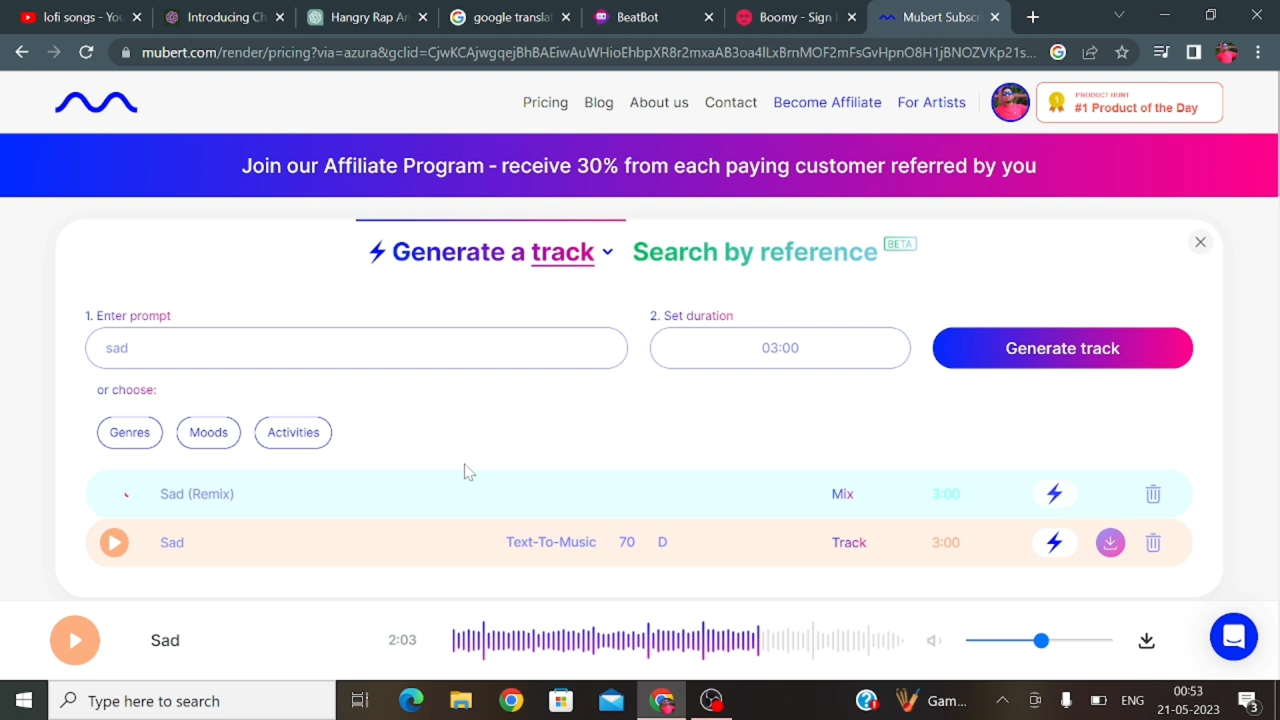 lofi songs - You
Introducing Ch
Hangry Rap An
google translat
BeatBot
Boomy - Sign
Mubert Subscr
mubert.com/render/pricing?via=azura&gclid=CjwKCAjwgqejBhBAEiwAuWHioEhbpXR8r2mxaAB3oa4ILxBrnMOF2mFsGvHpnO8H1jBNOZVKp21s...
Pricing
Blog
About us
Contact
Become Affiliate
For Artists
PRODUCT HUNT
#1 Product of the Day
Join our Affiliate Program - receive 30% from each paying customer referred by you
Generate a track
Search by reference
BETA
1. Enter prompt
2. Set duration
sad
03:00
Generate track
or choose:
Genres
Moods
Activities
Sad (Remix)
Mix
3:00
Sad
Text-To-Music
70
D
Track
3:00
Sad
2:03
Type here to search
Gam...
ENG
00:53
21-05-2023
3